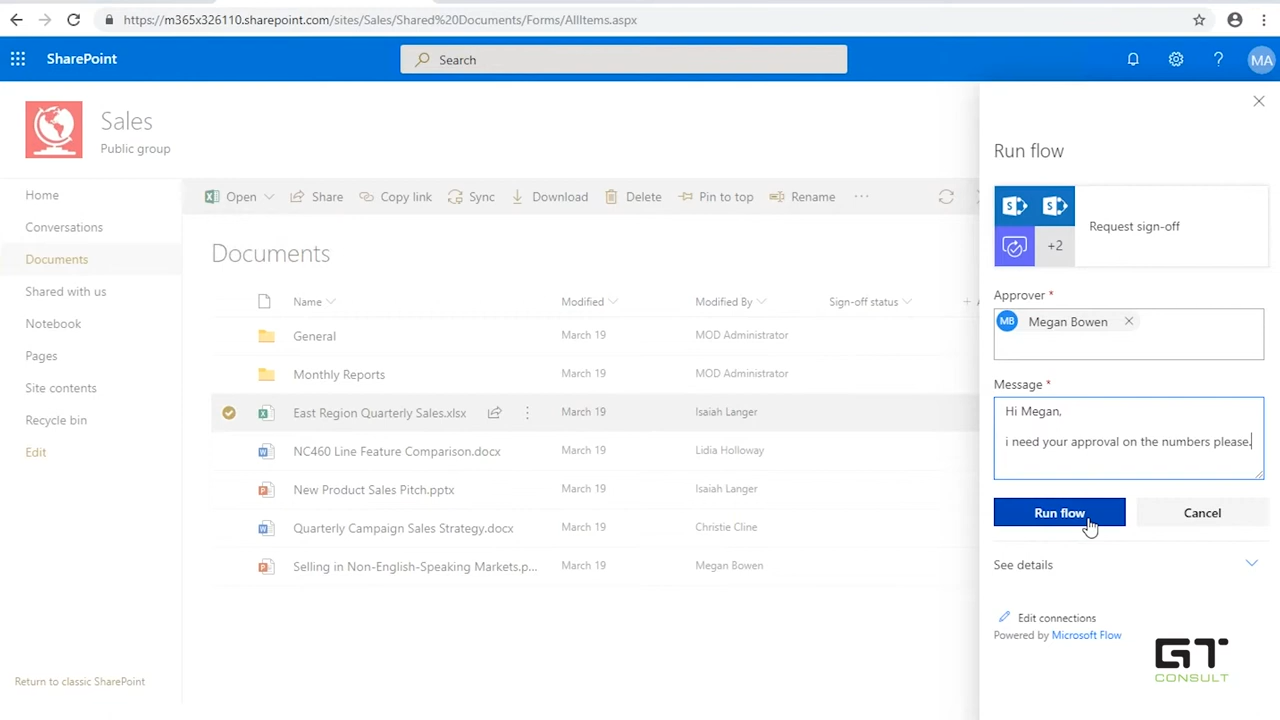 https://m365x326110.sharepoint.com/sites/Sales/Shared%20Documents/Forms/AllItems.aspx
SharePoint
Search
?
MA
Sales
Public group
Home
Conversations
Documents
Shared with us
Notebook
Pages
Site contents
Recycle bin
Edit
Return to classic SharePoint
Open Share Copy link Sync Download Delete Pin to top Rename ···
Documents
Name Modified Modified By Sign-off status +
General March 19 MOD Administrator
Monthly Reports March 19 MOD Administrator
East Region Quarterly Sales.xlsx March 19 Isaiah Langer
NC460 Line Feature Comparison.docx March 19 Lidia Holloway
New Product Sales Pitch.pptx March 19 Isaiah Langer
Quarterly Campaign Sales Strategy.docx March 19 Christie Cline
Selling in Non-English-Speaking Markets.p... March 19 Megan Bowen
Run flow
S S
+2
Request sign-off
Approver *
MB Megan Bowen
Message *
Hi Megan,
i need your approval on the numbers please.
Run flow
Cancel
See details
Edit connections
Powered by Microsoft Flow
GT
CONSULT